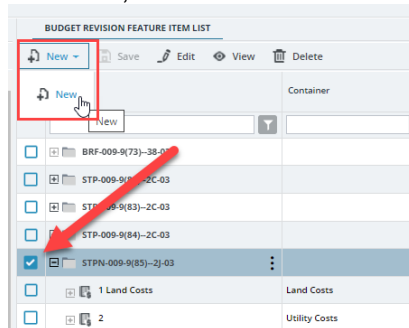 BUDGET REVISION FEATURE ITEM LIST
New Save Edit View Delete
New
Container
New
BRF-009-9(73)--38-0
STP-009-9( )--2C-03
STP-009-9(83)--2C-03
STP-009-9(84)--2C-03
STPN-009-9(85)--2J-03
1 Land Costs Land Costs
2 Utility Costs